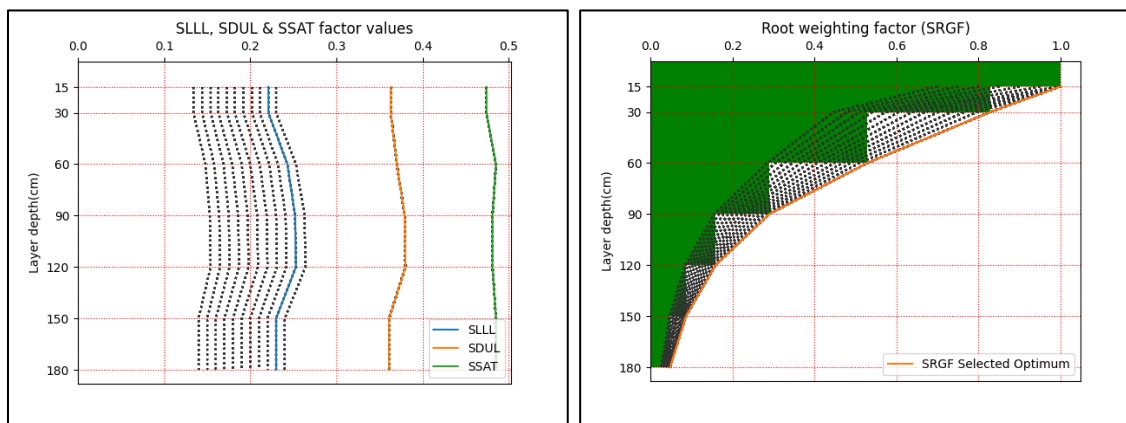 SLLL, SDUL & SSAT factor values
0.0 0.1 0.2 0.3 0.4 0.5
Layer depth(cm)
15
30
60
90
120
150
180
SLLL
SDUL
SSAT
Root weighting factor (SRGF)
0.0 0.2 0.4 0.6 0.8 1.0
Layer depth(cm)
15
30
60
90
120
150
180
SRGF Selected Optimum